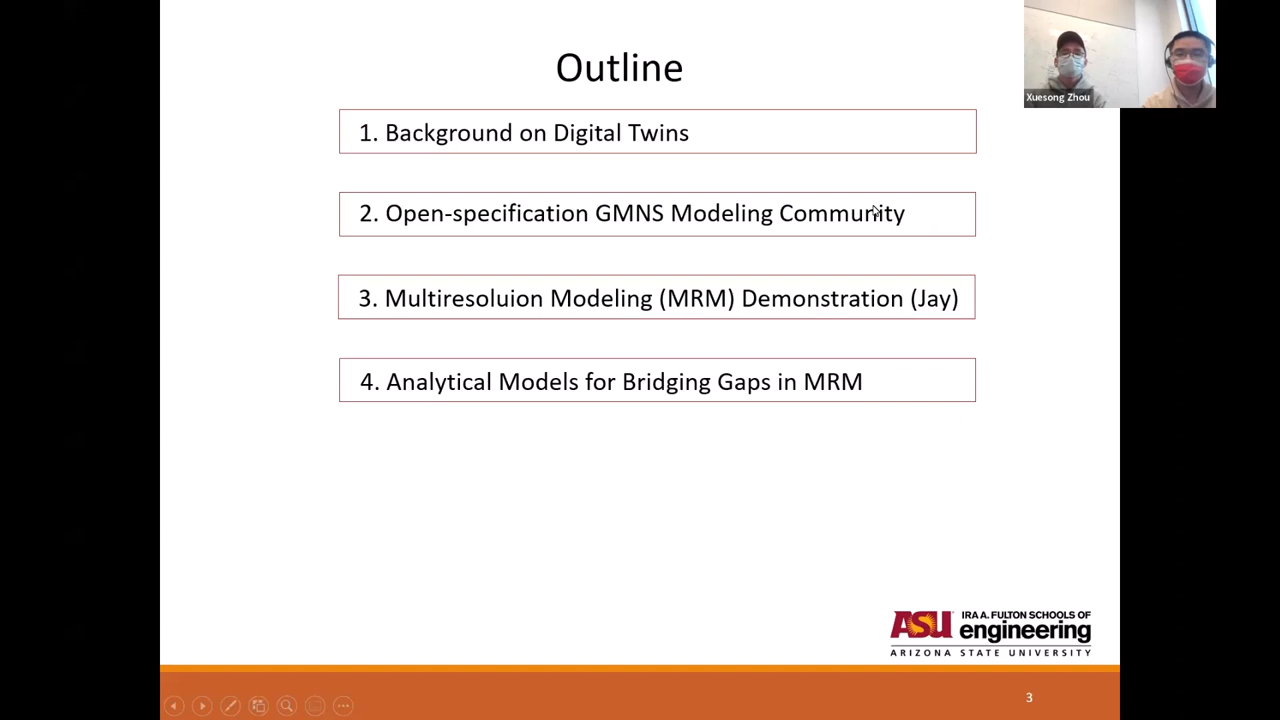 Outline
Xuesong Zhou
1. Background on Digital Twins
2. Open-specification GMNS Modeling Community
3. Multiresoluion Modeling (MRM) Demonstration (Jay)
4. Analytical Models for Bridging Gaps in MRM
ASU
IRA A. FULTON SCHOOLS OF
engineering
ARIZONA STATE UNIVERSITY
3